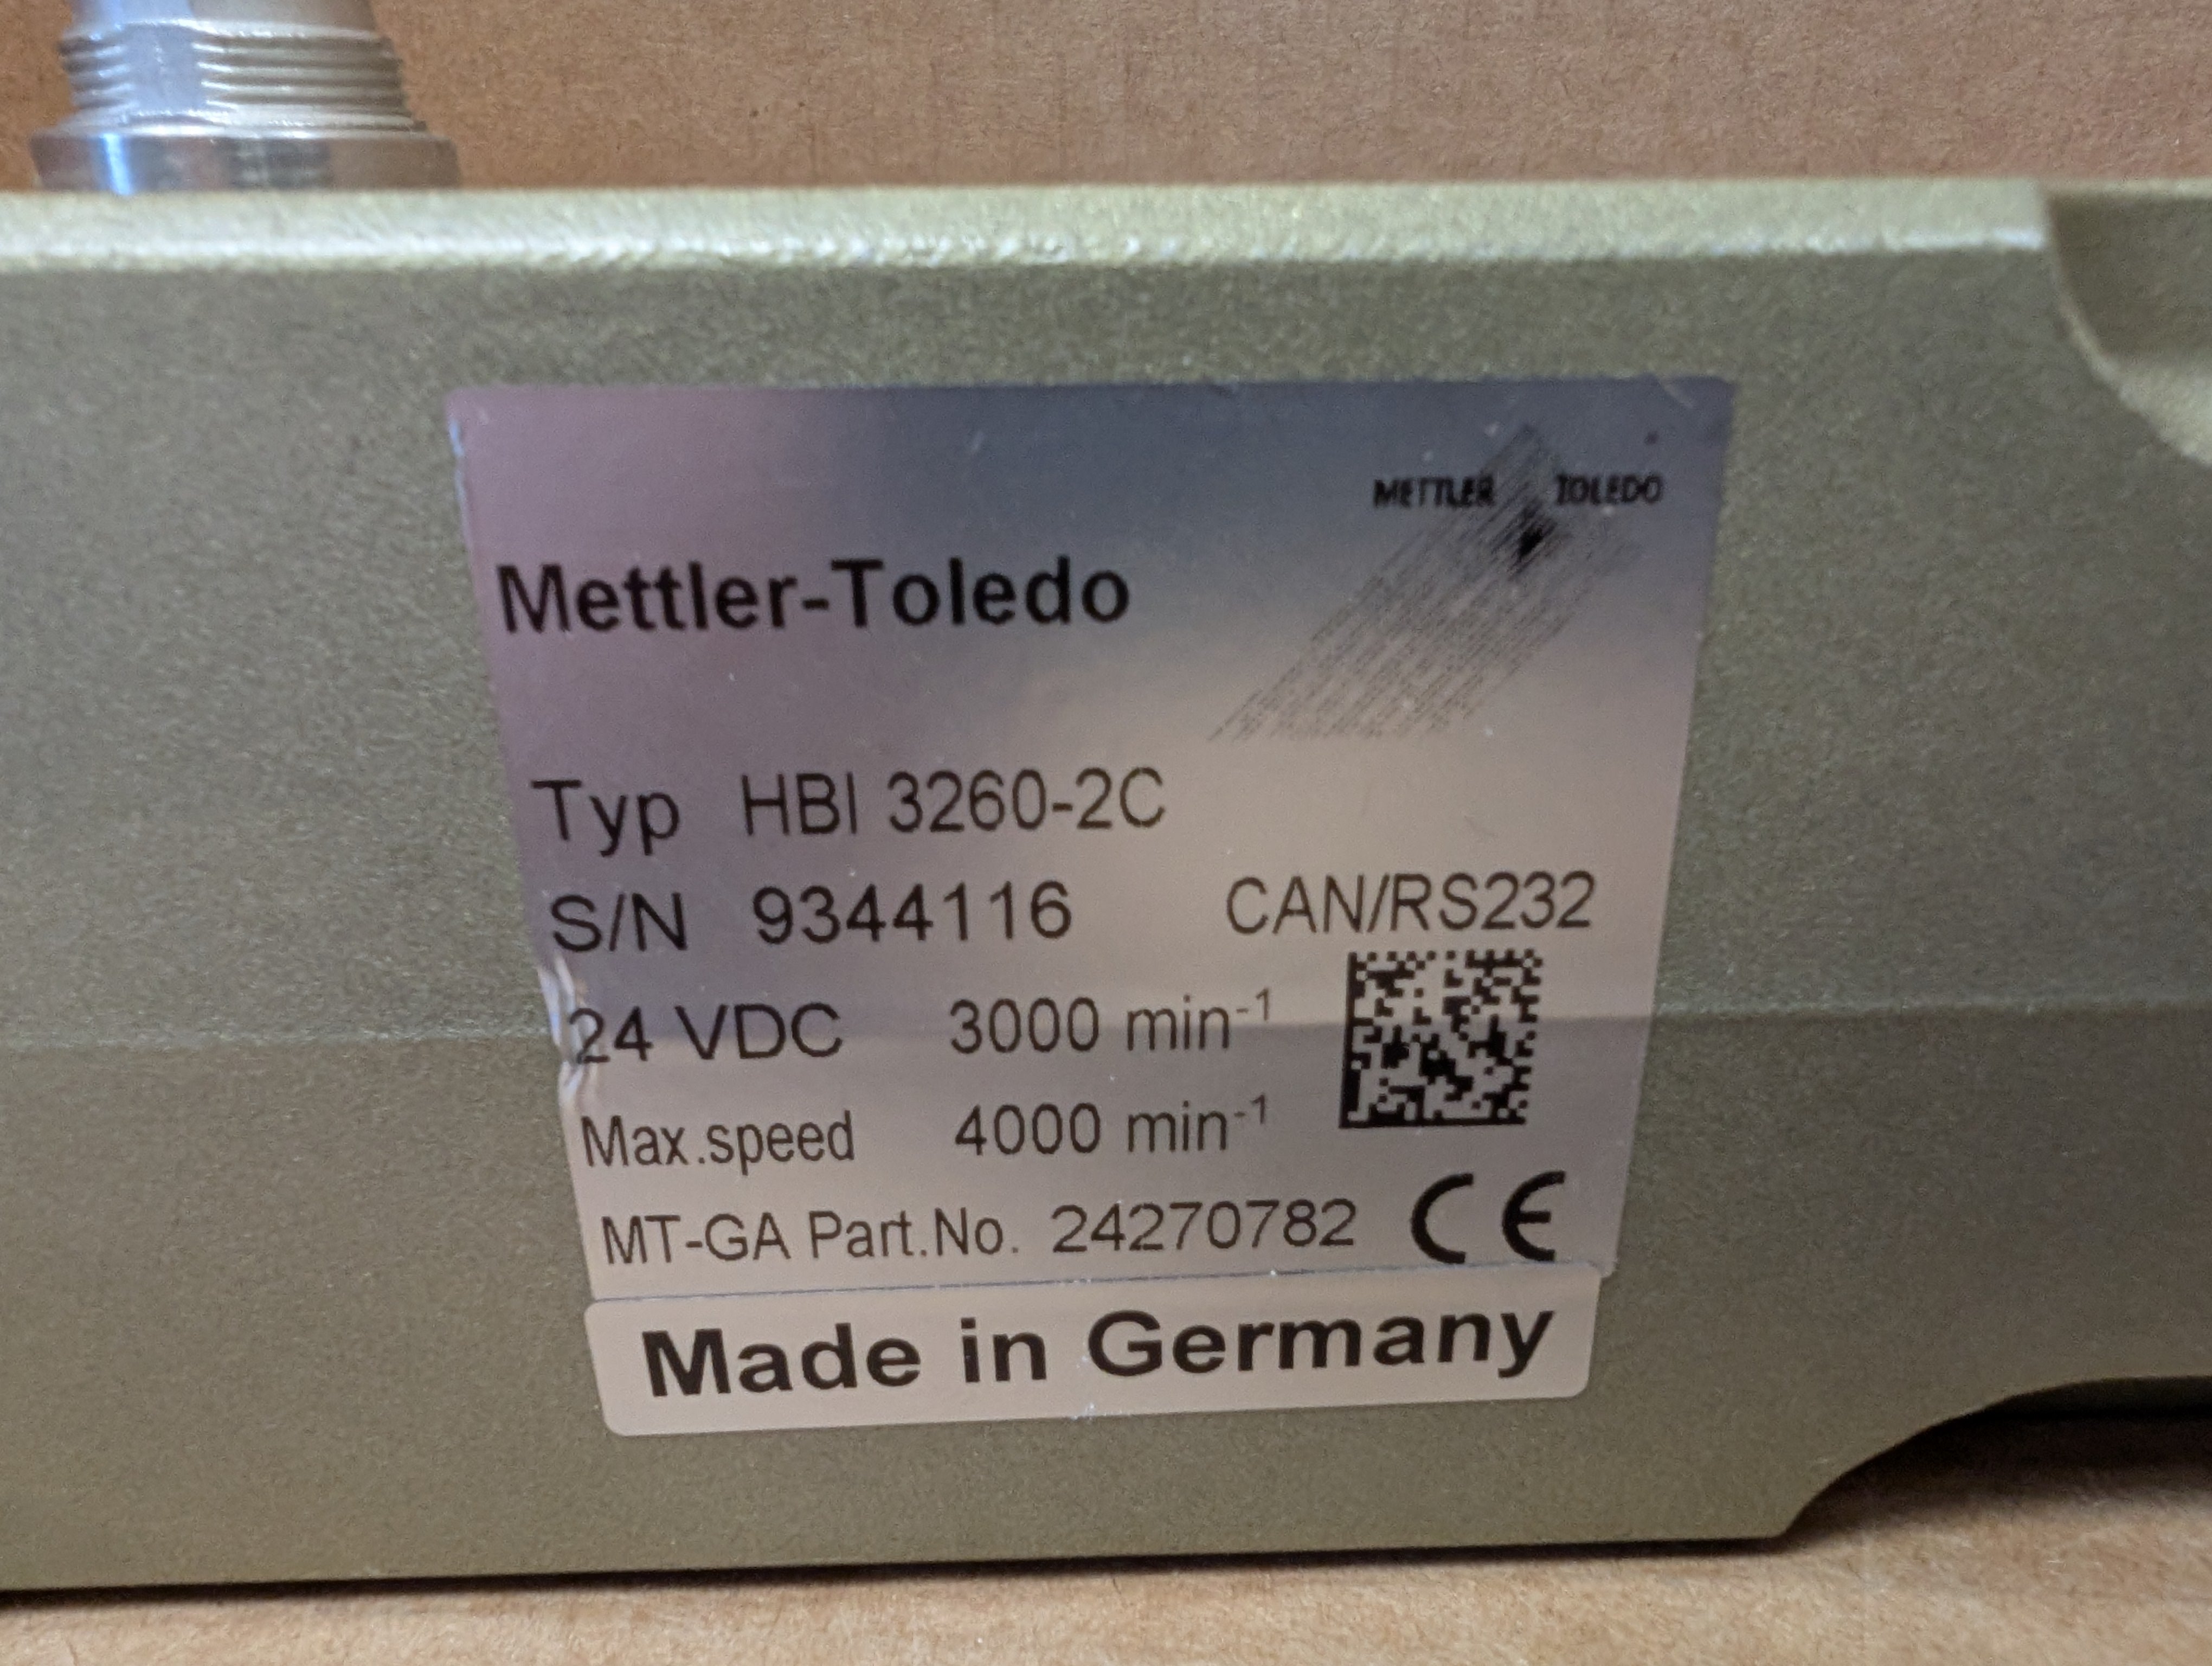 METTLER TOLEDO
Mettler-Toledo
Typ HBI 3260-2C
S/N 9344116 CAN/RS232
24 VDC 3000 min⁻¹
Max.speed 4000 min⁻¹
MT-GA Part.No. 24270782 CE
Made in Germany